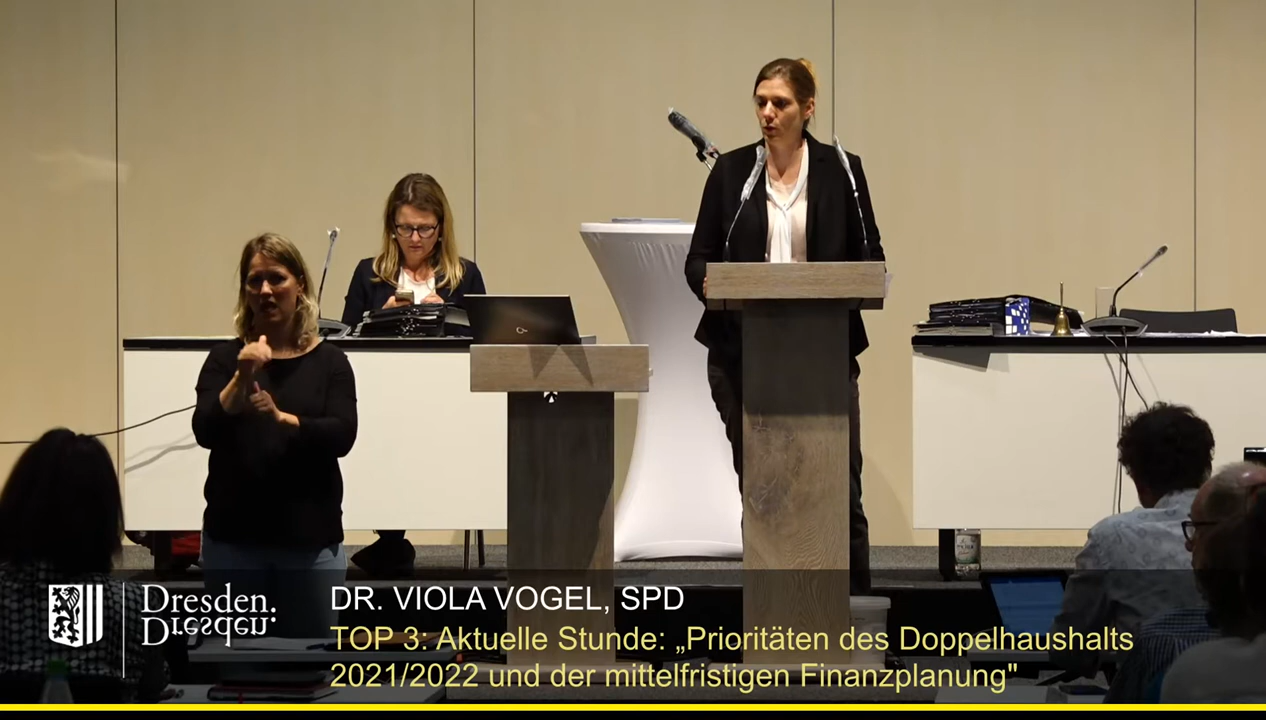 Dresden.
Dresden.
DR. VIOLA VOGEL, SPD
TOP 3: Aktuelle Stunde: „Prioritäten des Doppelhaushalts
2021/2022 und der mittelfristigen Finanzplanung"